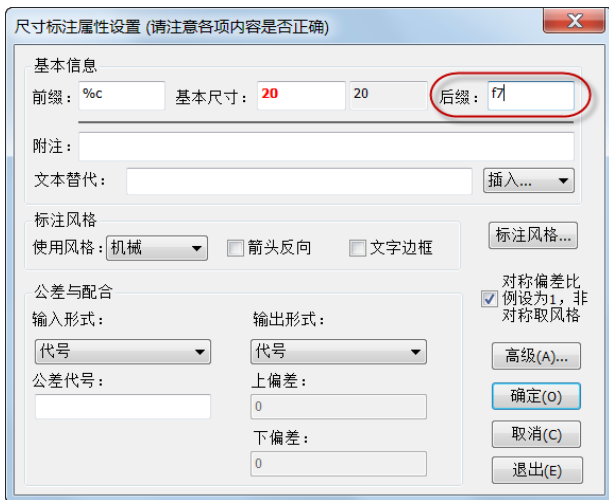 尺寸标注属性设置 (请注意各项内容是否正确)
基本信息
前缀： %c 基本尺寸： 20 20 后缀： f7
附注：
文本替代： 插入...
标注风格
使用风格： 机械 箭头反向 文字边框 标注风格...
公差与配合
对称偏差比
例设为1，非
对称取风格
输入形式： 输出形式：
代号 代号 高级(A)...
公差代号： 上偏差：
0
确定(O)
下偏差： 取消(C)
0 退出(E)